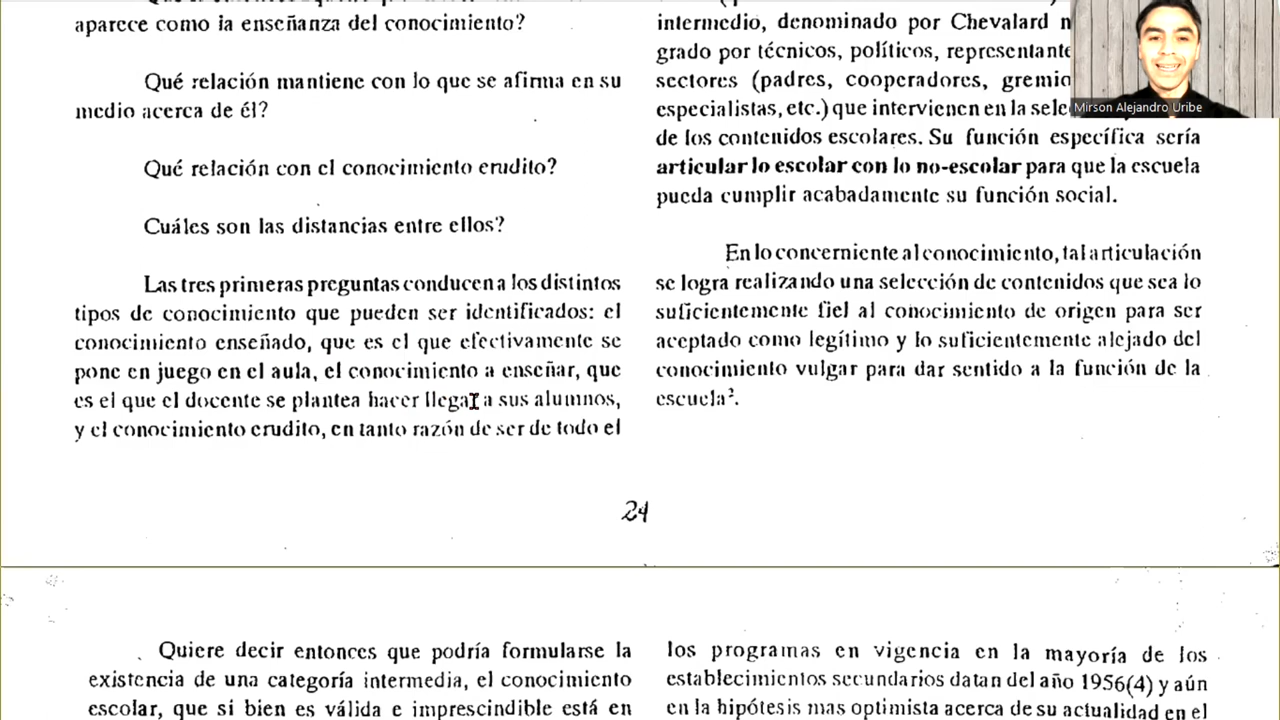 aparece como la enseñanza del conocimiento?
Qué relación mantiene con lo que se afirma en su
medio acerca de él?
Qué relación con el conocimiento erudito?
Cuáles son las distancias entre ellos?
Las tres primeras preguntas conducen a los distintos
tipos de conocimiento que pueden ser identificados: el
conocimiento enseñado, que es el que efectivamente se
pone en juego en el aula, el conocimiento a enseñar, que
es el que el docente se plantea hacer llegar a sus alumnos,
y el conocimiento erudito, en tanto razón de ser de todo el
intermedio, denominado por Chevalard
grado por técnicos, políticos,
sectores (padres, cooperadores,
especialistas, etc.) que intervienen en la
de los contenidos escolares. Su función específica sería
articular lo escolar con lo no-escolar para que la escuela
pueda cumplir acabadamente su función social.
En lo concerniente al conocimiento, tal articulación
se logra realizando una selección de contenidos que sea lo
suficientemente fiel al conocimiento de origen para ser
aceptado como legítimo y lo suficientemente alejado del
conocimiento vulgar para dar sentido a la función de la
escuela².
Mirson Alejandro Uribe
24
Quiere decir entonces que podría formularse la
existencia de una categoría intermedia, el conocimiento
escolar, que si bien es válida e imprescindible está en
los programas en vigencia en la mayoría de los
establecimientos secundarios datan del año 1956(4) y aún
en la hipótesis mas optimista acerca de su actualidad en el